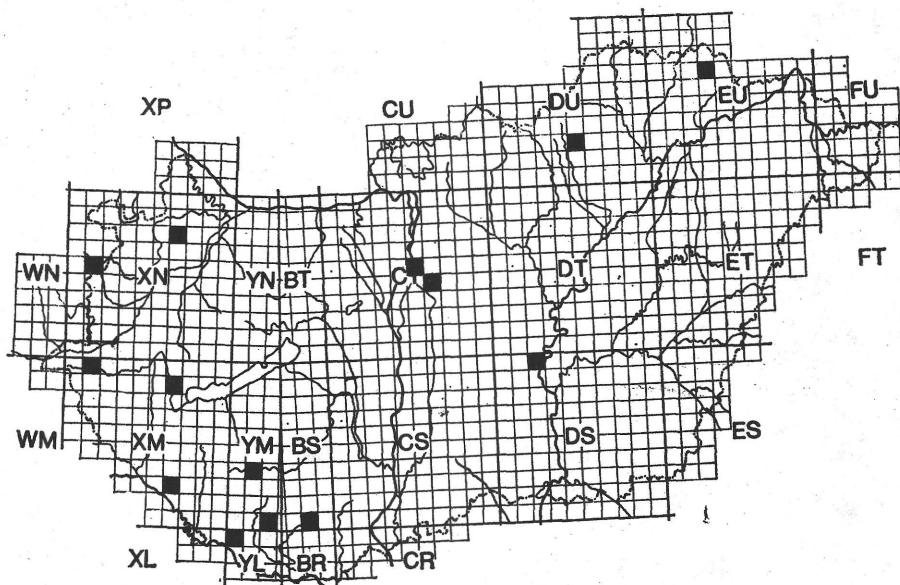 XP CU DU EU FU
WN XN YN BT CT DT ET FT
WM XM YM BS CS DS ES
XL YL BR CR